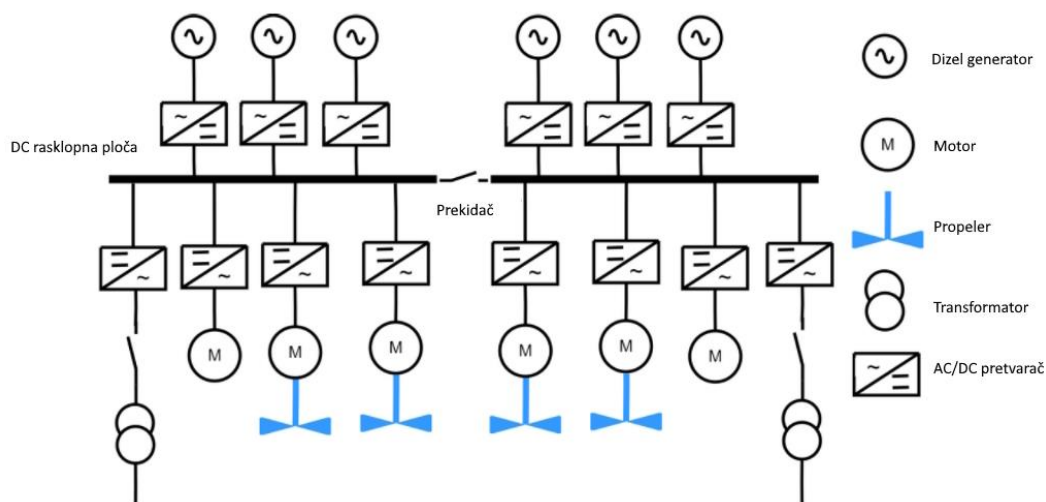 Dizel generator
DC rasklopna ploča
M
Motor
Prekidač
Propeler
Transformator
M
M
M
M
M
M
AC/DC pretvarač